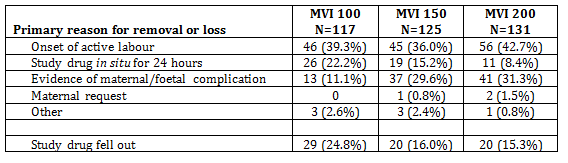 MVI 100 MVI 150 MVI 200
Primary reason for removal or loss N=117 N=125 N=131
Onset of active labour 46 (39.3%) 45 (36.0%) 56 (42.7%)
Study drug in situ for 24 hours 26 (22.2%) 19 (15.2%) 11 (8.4%)
Evidence of maternal/foetal complication 13 (11.1%) 37 (29.6%) 41 (31.3%)
Maternal request 0 1 (0.8%) 2 (1.5%)
Other 3 (2.6%) 3 (2.4%) 1 (0.8%)
Study drug fell out 29 (24.8%) 20 (16.0%) 20 (15.3%)